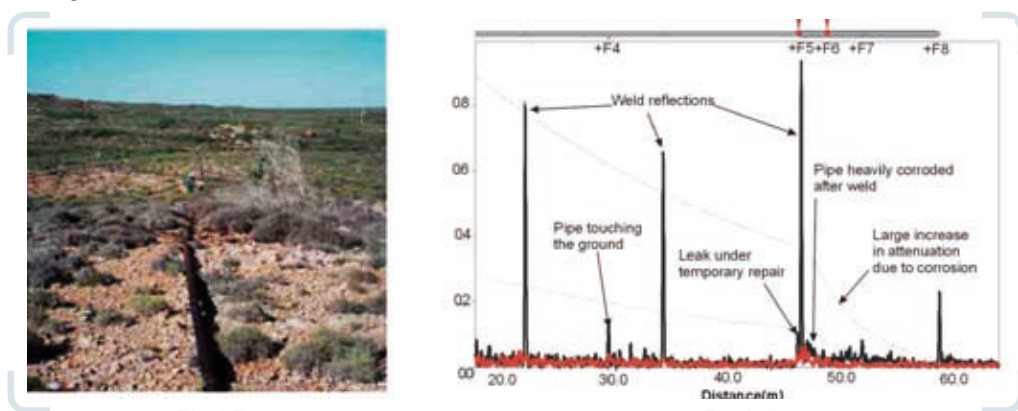 +F4 +F5+F6 +F7 +F8
Weld reflections
Pipe heavily corroded
after weld
Pipe touching
the ground
Leak under
temporary repair
Large increase
in attenuation
due to corrosion
08
06
04
02
00
20.0 30.0 40.0 50.0 60.0
Distance(m)